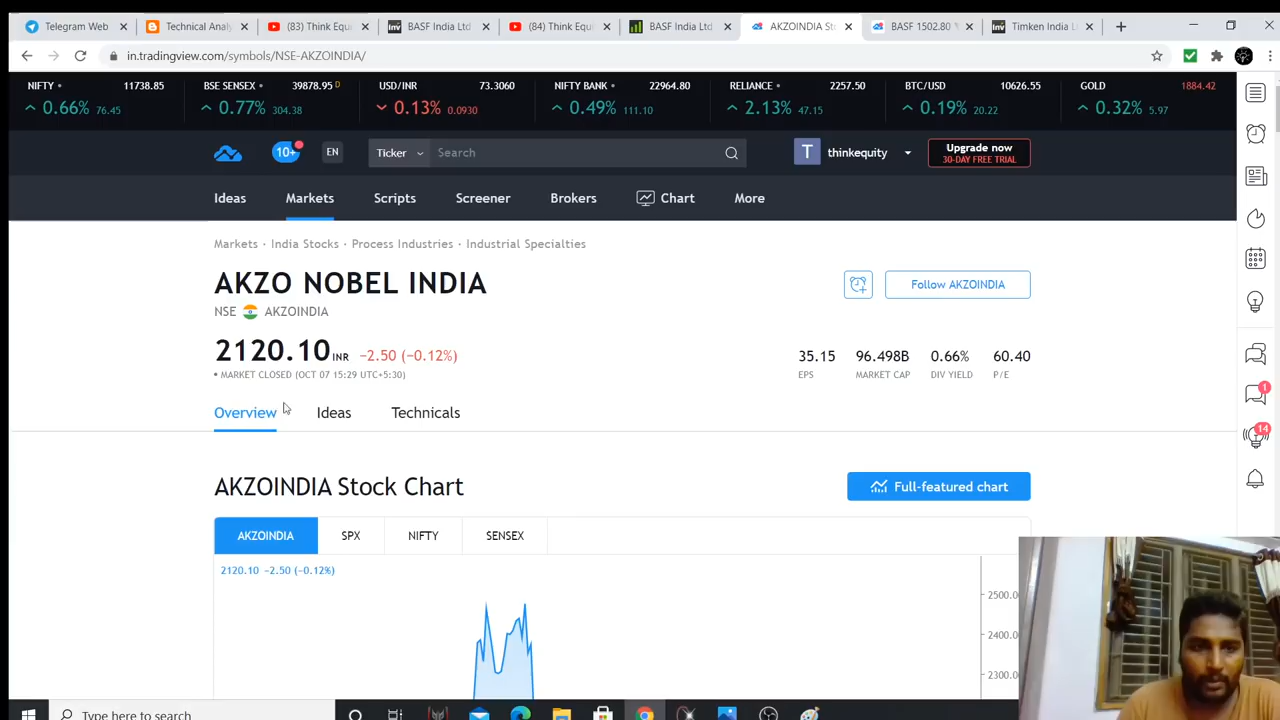 Telegram Web
Technical Analy
(83) Think Equ
BASF India Ltd
(84) Think Equi
BASF India Ltd
AKZOINDIA Sto
BASF 1502.80
Timken India L
in.tradingview.com/symbols/NSE-AKZOINDIA/
NIFTY 11738.85
0.66% 76.45
BSE SENSEX 39878.95 D
0.77% 304.38
USD/INR 73.3060
0.13% 0.0930
NIFTY BANK 22964.80
0.49% 111.10
RELIANCE 2257.50
2.13% 47.15
BTC/USD 10626.55
0.19% 20.22
GOLD 1884.42
0.32% 5.97
10+
EN
Ticker
Search
T
thinkequity
Upgrade now
30-DAY FREE TRIAL
Ideas
Markets
Scripts
Screener
Brokers
Chart
More
Markets · India Stocks · Process Industries · Industrial Specialties
AKZO NOBEL INDIA
Follow AKZOINDIA
NSE AKZOINDIA
2120.10 INR −2.50 (−0.12%)
• MARKET CLOSED (OCT 07 15:29 UTC+5:30)
35.15
EPS
96.498B
MARKET CAP
0.66%
DIV YIELD
60.40
P/E
Overview
Ideas
Technicals
AKZOINDIA Stock Chart
Full-featured chart
AKZOINDIA
SPX
NIFTY
SENSEX
2120.10 −2.50 (−0.12%)
2500.0
2400.0
2300.0
1
14
Type here to search